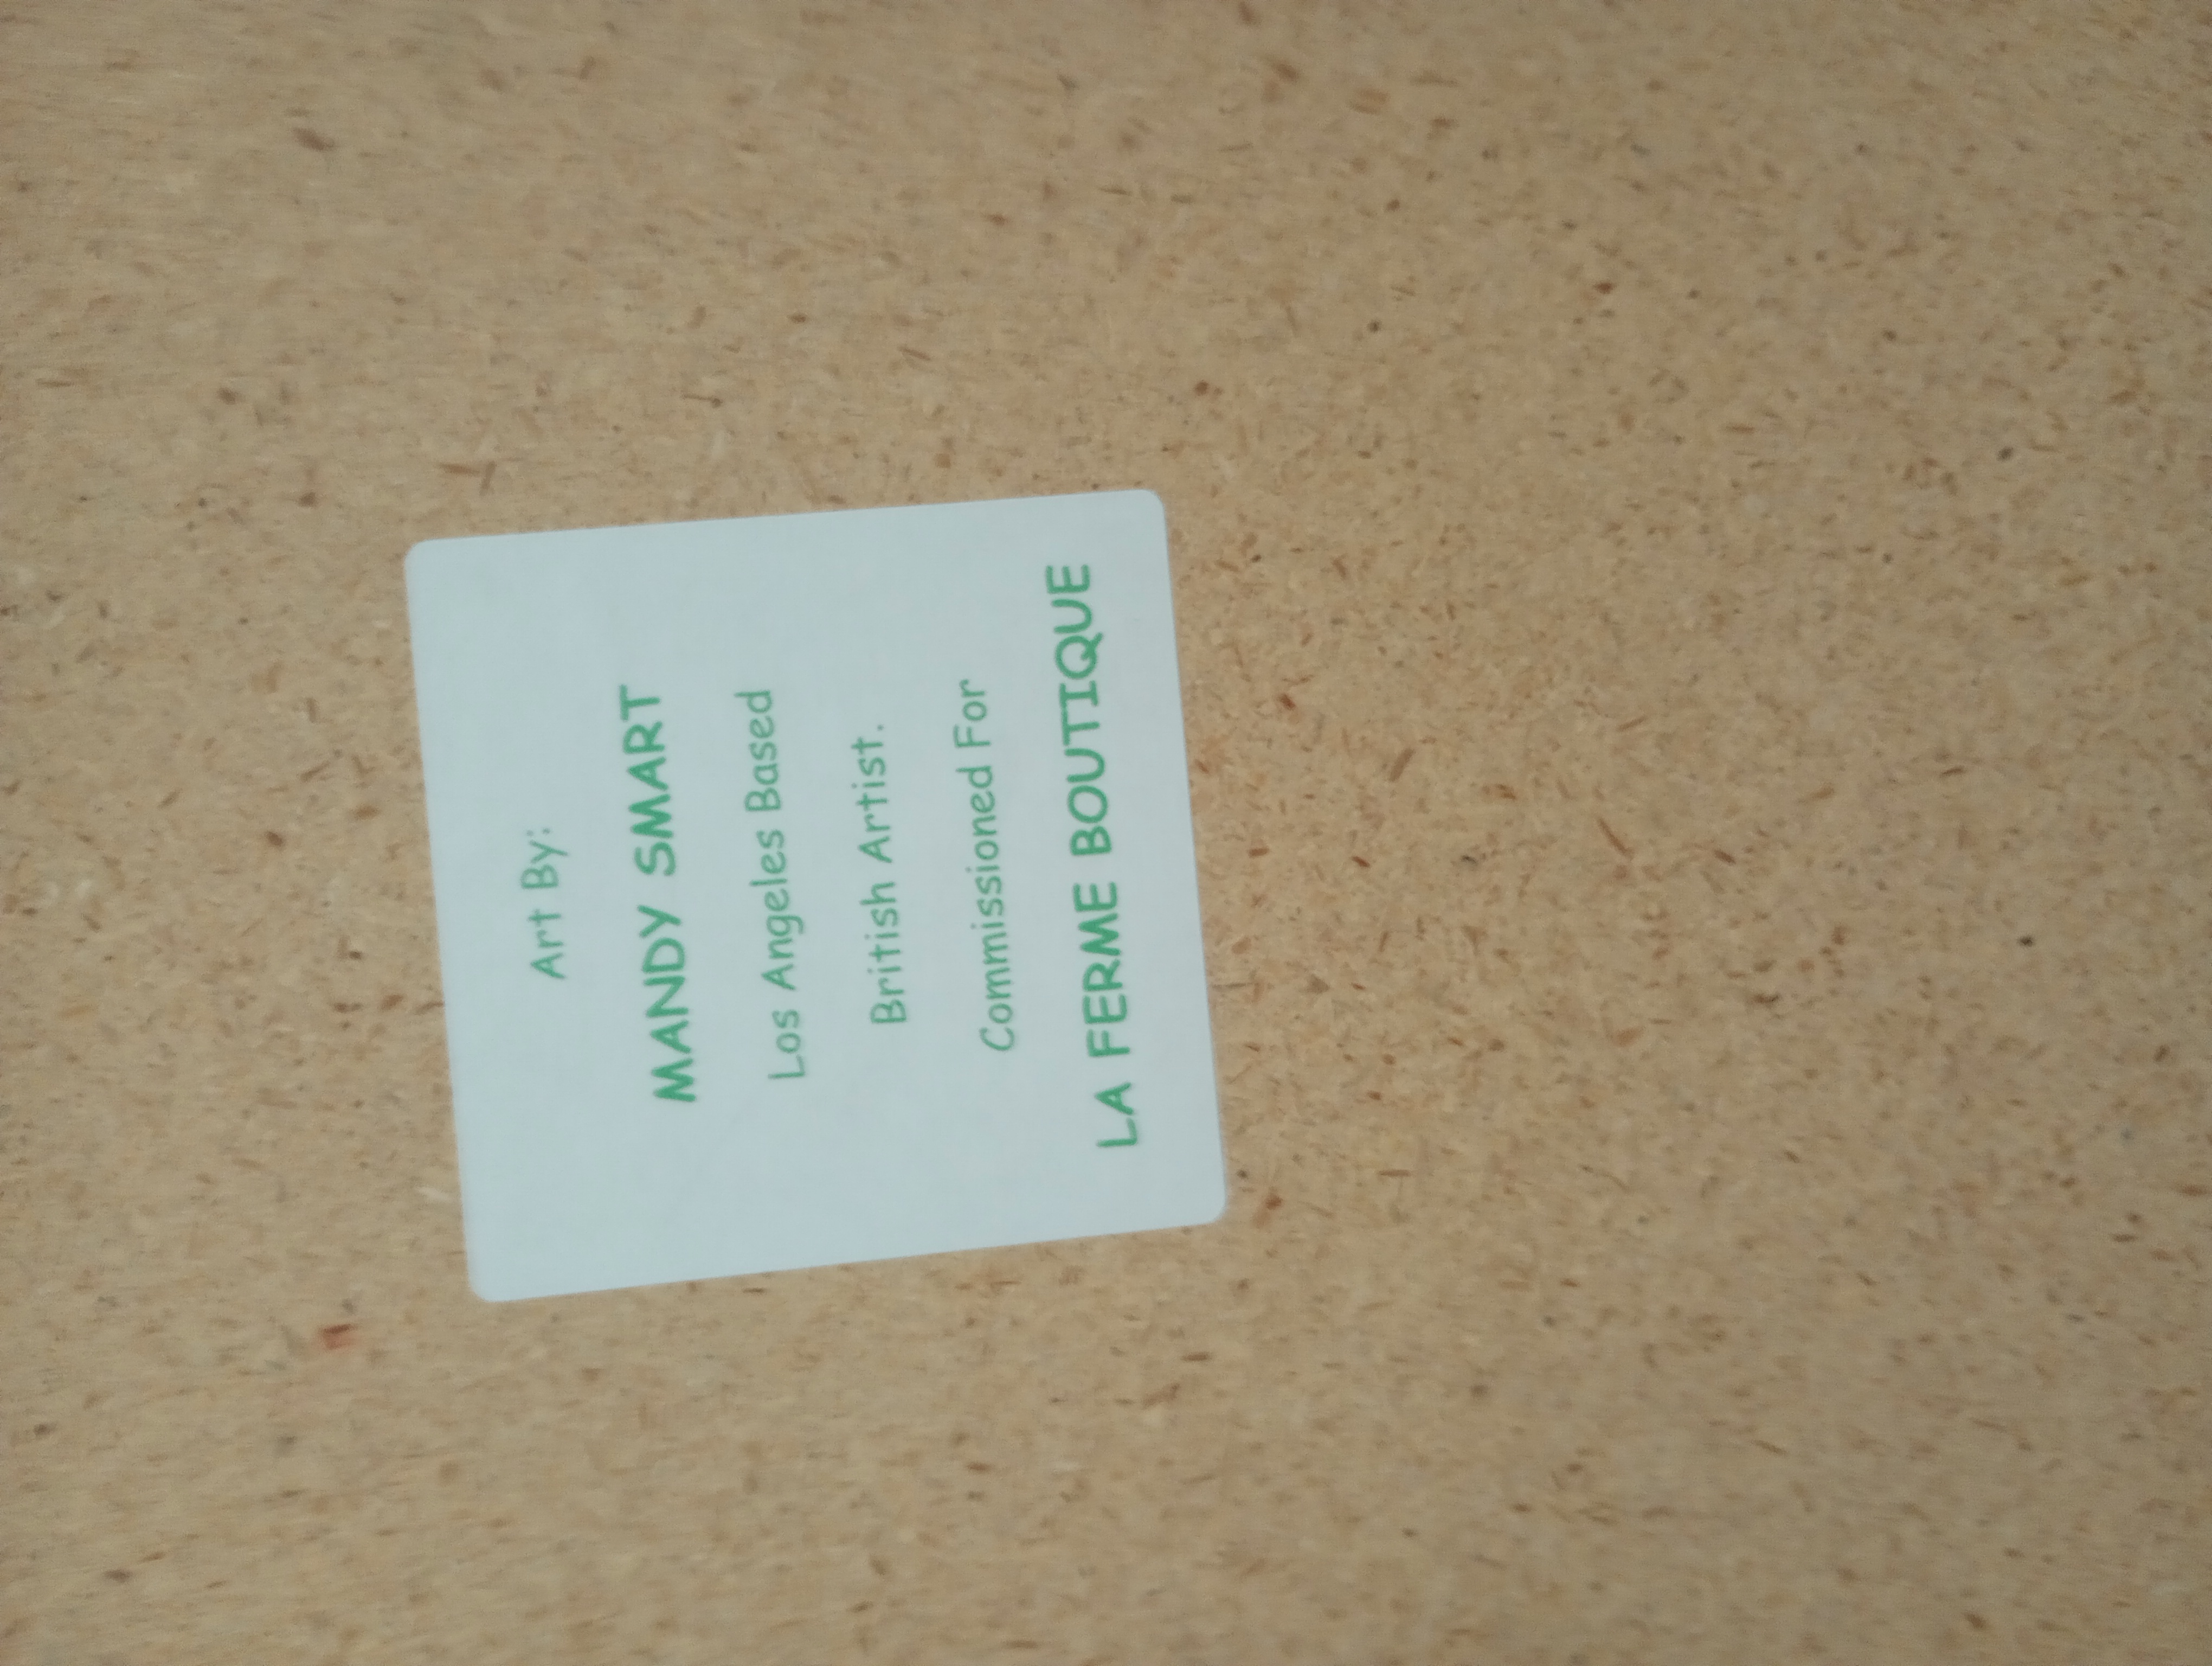 Art By:
MANDY SMART
Los Angeles Based
British Artist.
Commissioned For
LA FERME BOUTIQUE